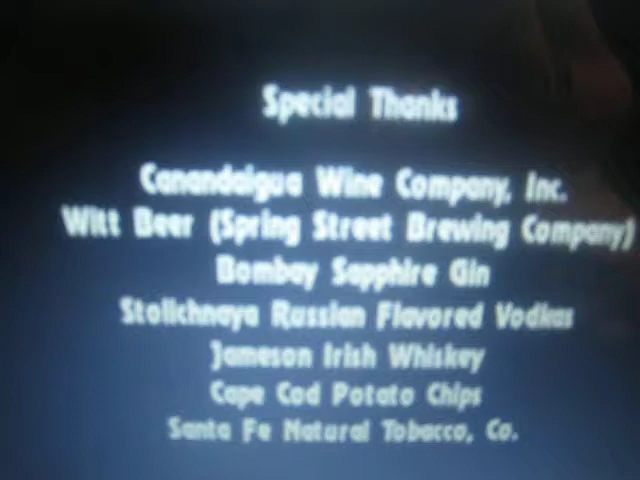 Special Thanks
Canandaigua Wine Company, Inc.
Witt Beer (Spring Street Brewing Company)
Bombay Sapphire Gin
Stolichnaya Russian Flavored Vodkas
Jameson Irish Whiskey
Cape Cod Potato Chips
Santa Fe Natural Tobacco, Co.